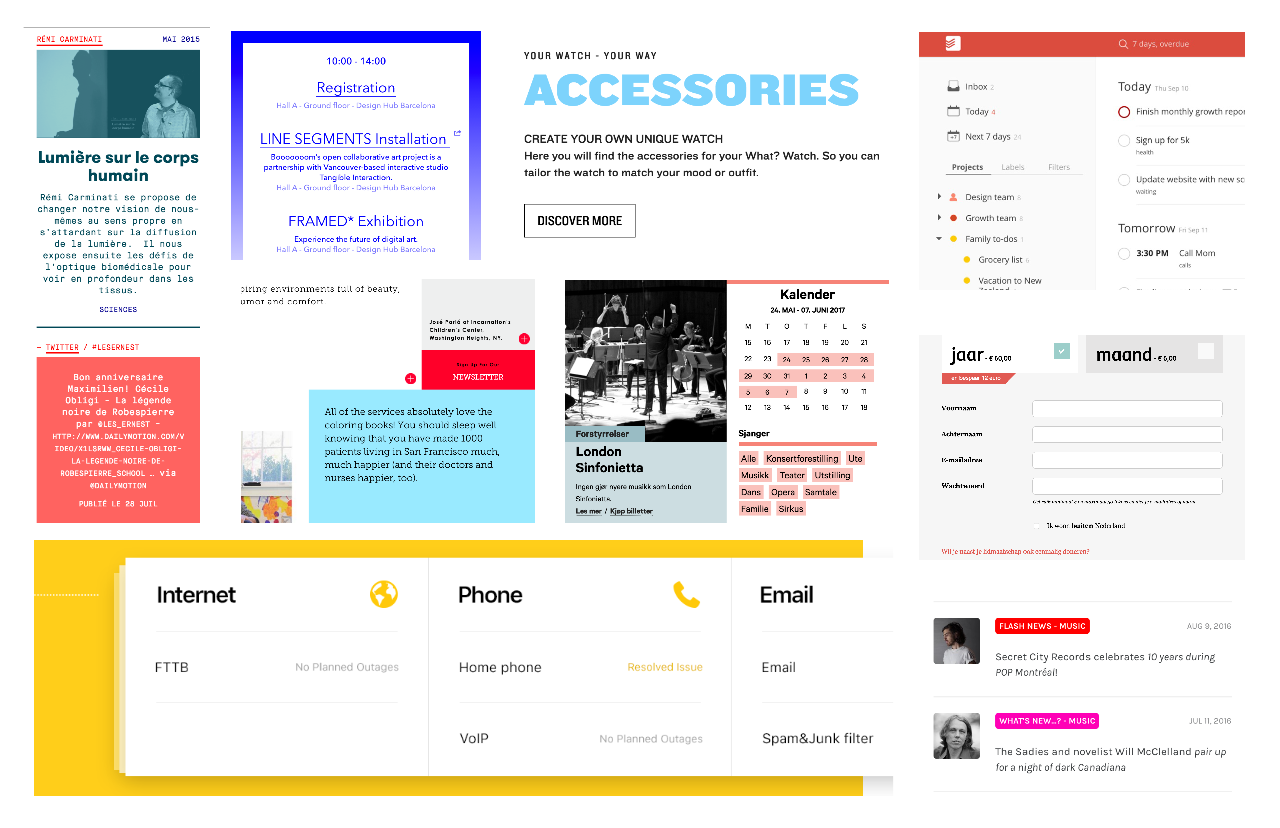 RÉMI CARMINATI
MAI 2015
Lumière sur le corps
humain
Rémi Carminati se propose de
changer notre vision de nous-
mêmes au sens propre en
s'attardant sur la diffusion
de la lumière. Il nous
expose ensuite les défis de
l'optique biomédicale pour
voir en profondeur dans les
tissus.
SCIENCES
— TWITTER / #LESERNEST
Bon anniversaire
Maximilien! Cécile
Obligi - La légende
noire de Robespierre
par @LES_ERNEST -
HTTP://WWW.DAILYMOTION.COM/V
IDEO/X1LSRWW_CECILE-OBLIGI-
LA-LEGENDE-NOIRE-DE-
ROBESPIERRE_SCHOOL … via
@DAILYMOTION
PUBLIÉ LE 28 JUIL
10:00 - 14:00
Registration
Hall A - Ground floor - Design Hub Barcelona
LINE SEGMENTS Installation
Booooooom's open collaborative art project is a
partnership with Vancouver-based interactive studio
Tangible Interaction.
Hall A - Ground floor - Design Hub Barcelona
FRAMED* Exhibition
Experience the future of digital art.
Hall A - Ground floor - Design Hub Barcelona
YOUR WATCH - YOUR WAY
ACCESSORIES
CREATE YOUR OWN UNIQUE WATCH
Here you will find the accessories for your What? Watch. So you can
tailor the watch to match your mood or outfit.
DISCOVER MORE
7 days, overdue
Inbox 2
Today 4
Next 7 days 24
Projects Labels Filters
Design team 8
Growth team 6
Family to-dos 1
Grocery list 6
Vacation to New
Today Thu Sep 10
Finish monthly growth repor
Sign up for 5k
health
Update website with new sc
waiting
Tomorrow Fri Sep 11
3:30 PM Call Mom
calls
piring environments full of beauty,
umor and comfort
José Parlá at Incarnation's
Children's Center,
Washington Heights, NY.
Sign Up For Our
NEWSLETTER
All of the services absolutely love the
coloring books! You should sleep well
knowing that you have made 1000
patients living in San Francisco much,
much happier (and their doctors and
nurses happier, too).
Forstyrrelser
London
Sinfonietta
Ingen gjør nyere musikk som London
Sinfonietta.
Les mer / Kjøp billetter
Kalender
24. MAI - 07. JUNI 2017
M T O T F L S
15 16 17 18 19 20 21
22 23 24 25 26 27 28
29 30 31 1 2 3 4
5 6 7 8 9 10 11
12 13 14 15 16 17 18
Sjanger
Alle Konsertforestilling Ute
Musikk Teater Utstilling
Dans Opera Samtale
Familie Sirkus
jaar - € 60,00
en bespaar 12 euro
maand - € 6,00
Voornaam
Achternaam
E-mailadres
Wachtwoord
Ik woon buiten Nederland
Wil je naast je lidmaatschap ook eenmalig doneren?
Internet
FTTB No Planned Outages
Phone
Home phone Resolved Issue
VoIP No Planned Outages
Email
Email
Spam&Junk filter
FLASH NEWS - MUSIC
AUG 9, 2016
Secret City Records celebrates 10 years during
POP Montréal!
WHAT'S NEW...? - MUSIC
JUL 11, 2016
The Sadies and novelist Will McClelland pair up
for a night of dark Canadiana